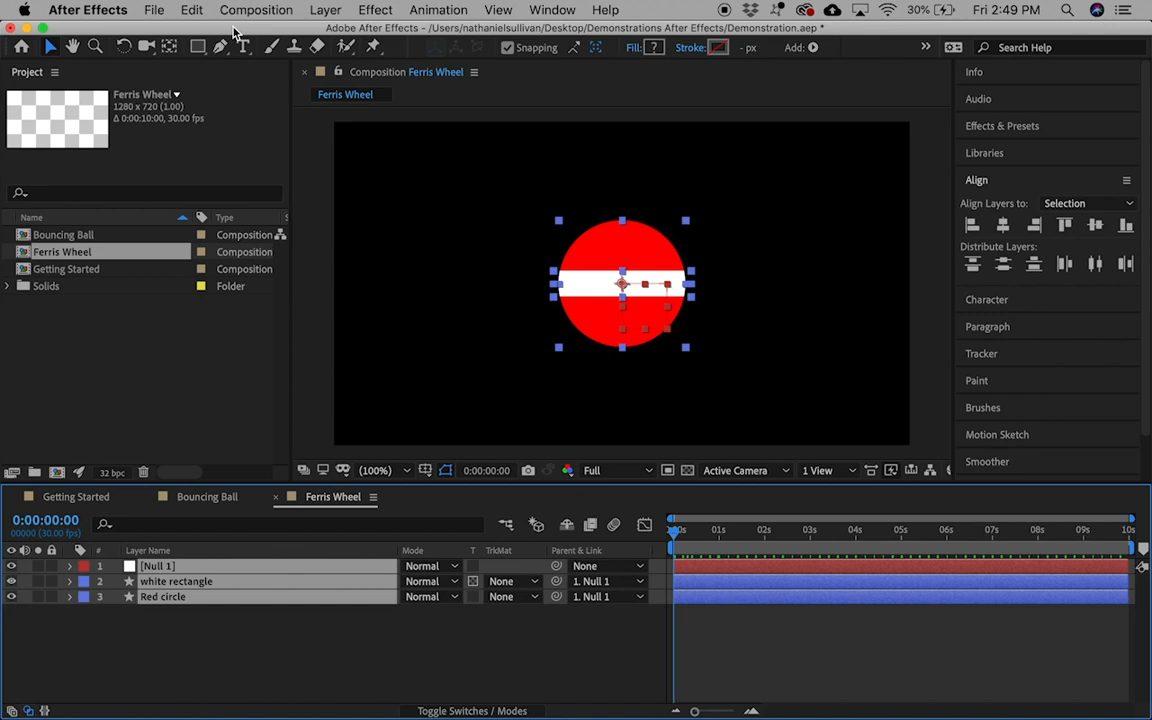 After Effects File Edit Composition Layer Effect Animation View Window Help 30% Fri 2:49 PM
Adobe After Effects - /Users/nathanielsullivan/Desktop/Demonstrations After Effects/Demonstration.aep *
Snapping Fill: ? Stroke: ? - px Add: Search Help
Project
Composition Ferris Wheel
Info
Ferris Wheel
1280 x 720 (1.00)
Δ 0:00:10:00, 30.00 fps
Ferris Wheel
Audio
Effects & Presets
Libraries
Align
Align Layers to: Selection
Distribute Layers:
Name Type
Bouncing Ball Composition
Ferris Wheel Composition
Getting Started Composition
Solids Folder
Character
Paragraph
Tracker
Paint
Brushes
Motion Sketch
Smoother
32 bpc
(100%) 0:00:00:00 Full Active Camera 1 View
Getting Started Bouncing Ball Ferris Wheel
0:00:00:00
00000 (30.00 fps)
01s 02s 03s 04s 05s 06s 07s 08s 09s 10s
# Layer Name Mode T TrkMat Parent & Link
1 [Null 1] Normal None
2 white rectangle Normal None 1. Null 1
3 Red circle Normal None 1. Null 1
Toggle Switches / Modes